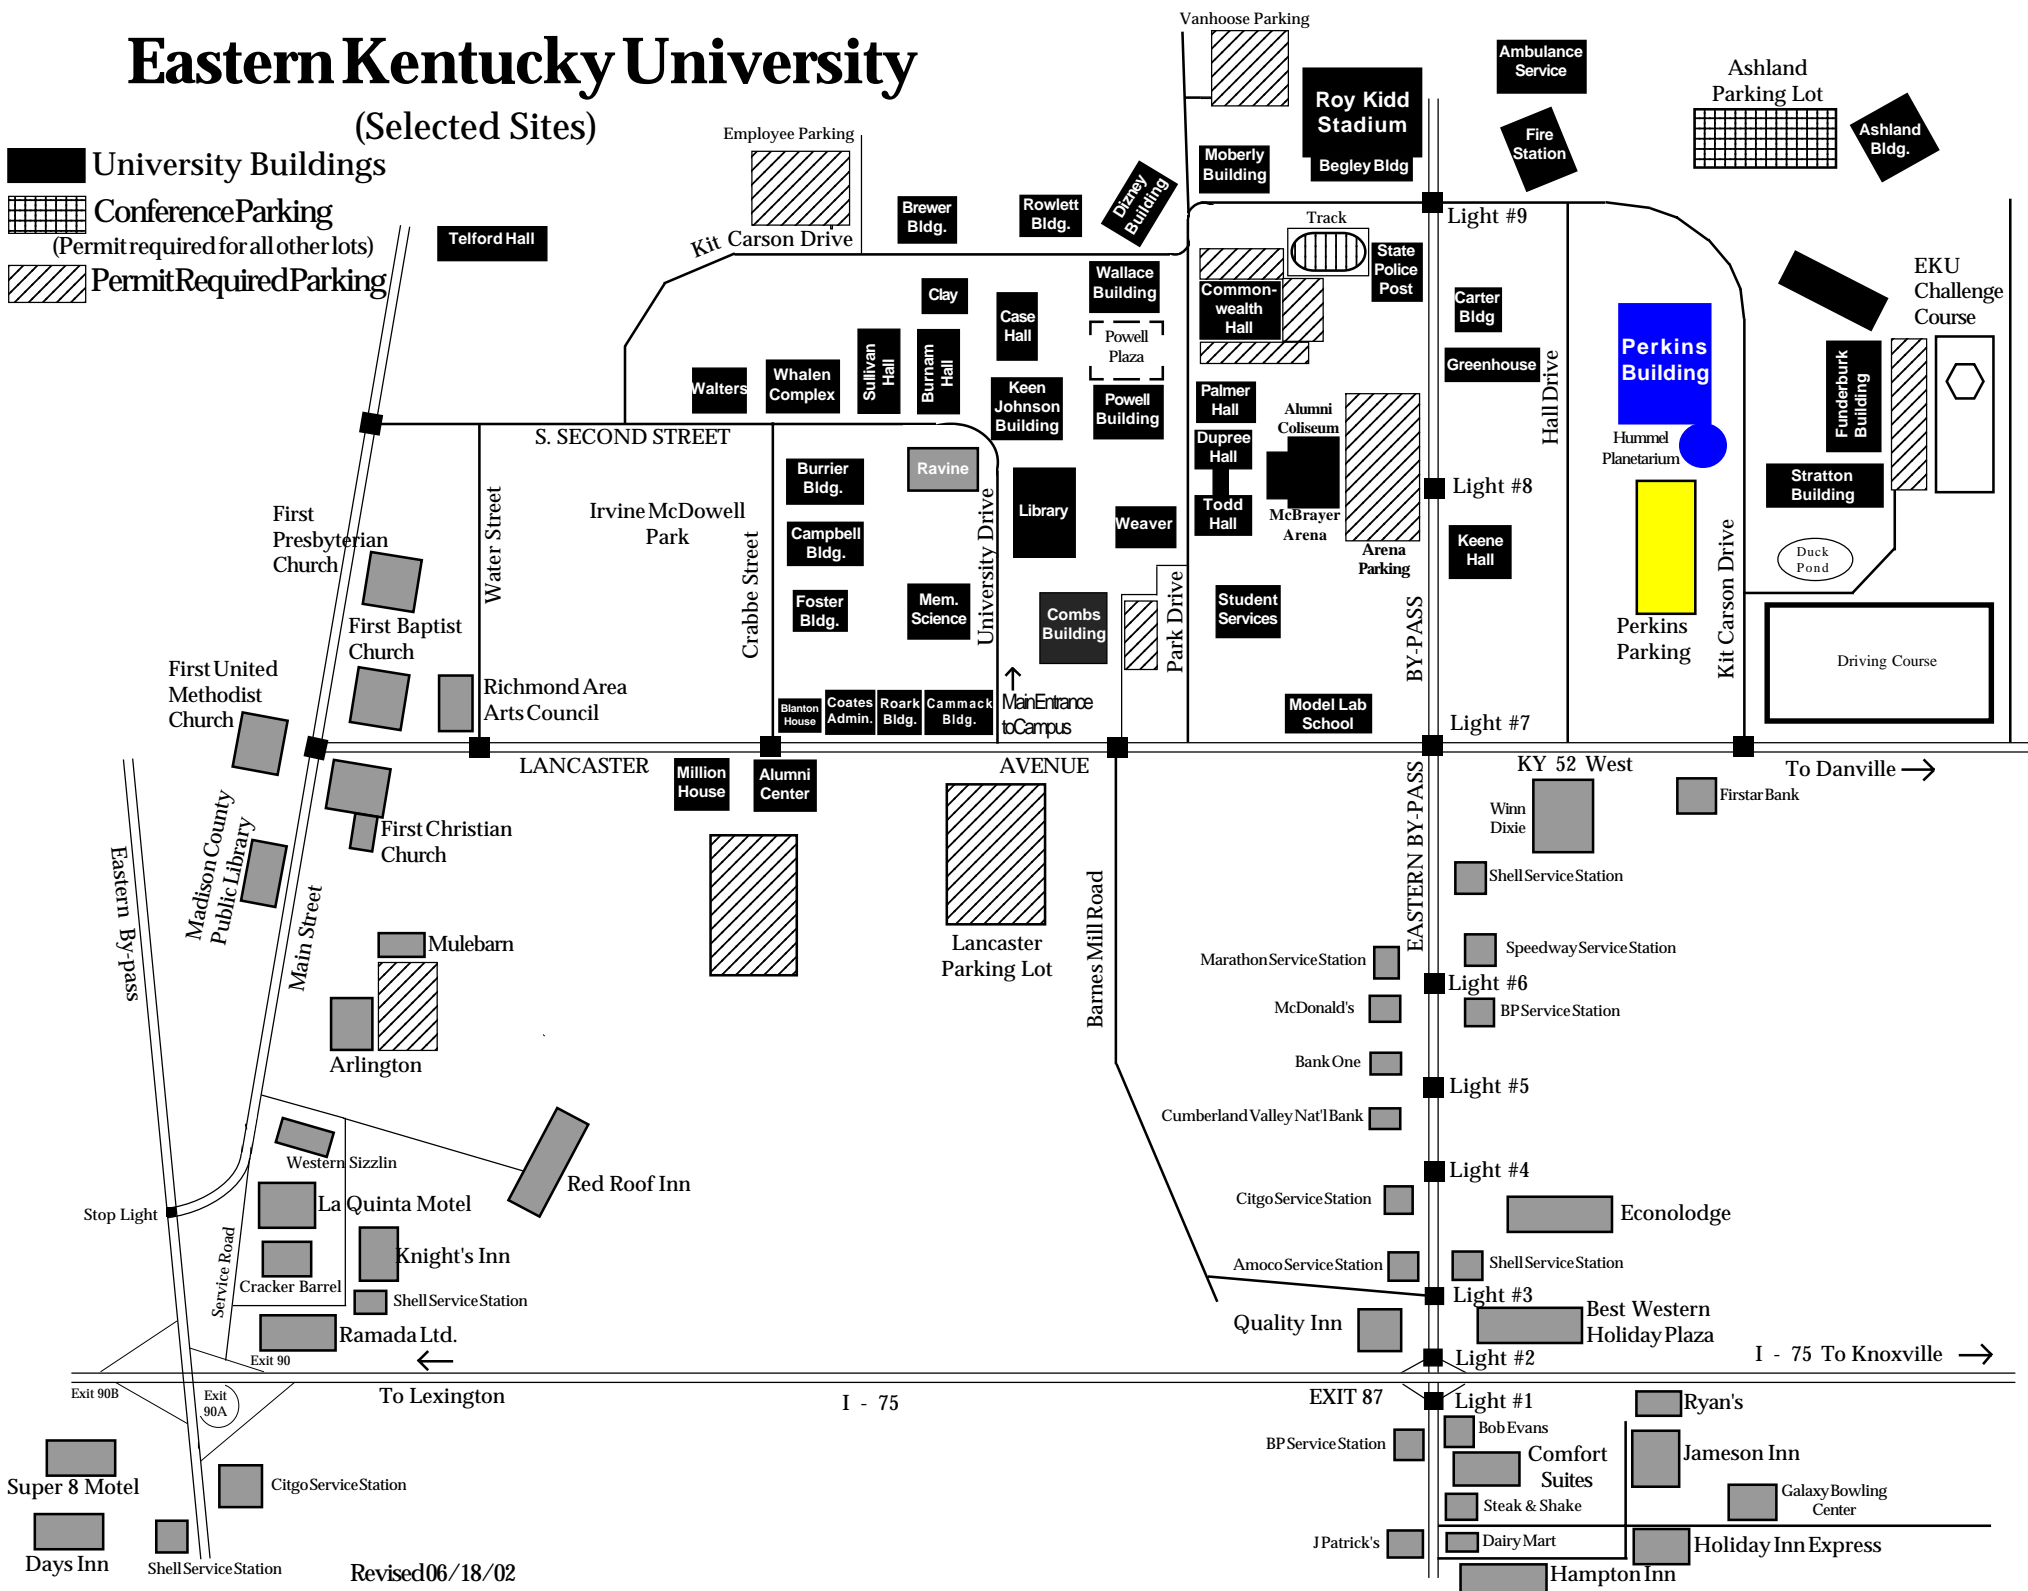 Eastern Kentucky University
(Selected Sites)
University Buildings
Conference Parking
(Permit required for all other lots)
Permit Required Parking
Vanhoose Parking
Employee Parking
Roy Kidd
Stadium
Begley Bldg
Ambulance
Service
Fire
Station
Ashland
Parking Lot
Ashland
Bldg.
Moberly
Building
Dizney
Building
Rowlett
Bldg.
Brewer
Bldg.
Telford Hall
Kit Carson Drive
Light #9
Track
State
Police
Post
Wallace
Building
Common-
wealth
Hall
Clay
Case
Hall
Powell
Plaza
Carter
Bldg
Greenhouse
Hall Drive
Perkins
Building
EKU
Challenge
Course
Funderburk
Building
Walters
Whalen
Complex
Sullivan
Hall
Burnam
Hall
Keen
Johnson
Building
Powell
Building
Palmer
Hall
Alumni
Coliseum
Dupree
Hall
Todd
Hall
McBrayer
Arena
Arena
Parking
Hummel
Planetarium
Stratton
Building
S. SECOND STREET
Burrier
Bldg.
Ravine
Library
Weaver
Light #8
Keene
Hall
Duck
Pond
Kit Carson Drive
Driving Course
Perkins
Parking
First
Presbyterian
Church
Water Street
Irvine McDowell
Park
Crabbe Street
Campbell
Bldg.
University Drive
Foster
Bldg.
Mem.
Science
Combs
Building
Park Drive
Student
Services
BY-PASS
First Baptist
Church
First United
Methodist
Church
Richmond Area
Arts Council
Blanton
House
Coates
Admin.
Roark
Bldg.
Cammack
Bldg.
Main Entrance
to Campus
Model Lab
School
Light #7
LANCASTER
AVENUE
KY 52 West
To Danville
Million
House
Alumni
Center
Winn
Dixie
Firstar Bank
First Christian
Church
Madison County
Public Library
Eastern By-pass
Main Street
Shell Service Station
EASTERN BY-PASS
Barnes Mill Road
Lancaster
Parking Lot
Mulebarn
Arlington
Marathon Service Station
Speedway Service Station
Light #6
McDonald's
BP Service Station
Bank One
Light #5
Cumberland Valley Nat'l Bank
Light #4
Western Sizzlin
Red Roof Inn
La Quinta Motel
Stop Light
Service Road
Knight's Inn
Cracker Barrel
Shell Service Station
Ramada Ltd.
Citgo Service Station
Econolodge
Amoco Service Station
Shell Service Station
Light #3
Quality Inn
Best Western
Holiday Plaza
Light #2
I - 75 To Knoxville
Exit 90
Exit 90B
Exit
90A
To Lexington
I - 75
EXIT 87
Light #1
Ryan's
Bob Evans
BP Service Station
Comfort
Suites
Jameson Inn
Steak & Shake
Galaxy Bowling
Center
J Patrick's
Dairy Mart
Holiday Inn Express
Hampton Inn
Super 8 Motel
Citgo Service Station
Days Inn
Shell Service Station
Revised 06/18/02